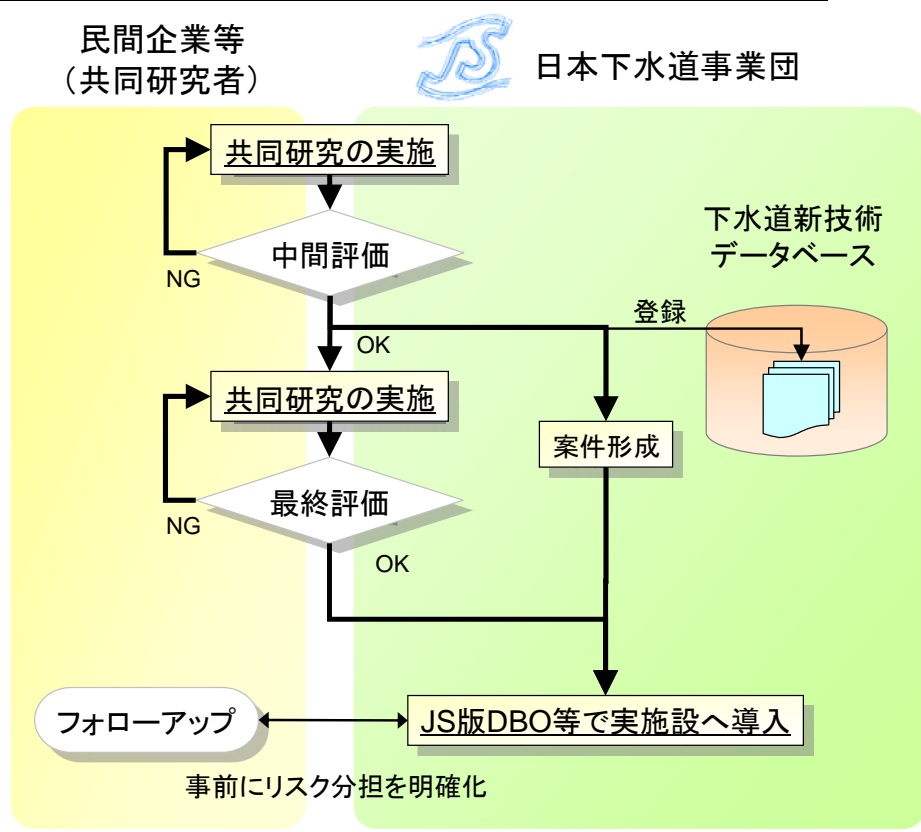 民間企業等
（共同研究者）
JS
日本下水道事業団
共同研究の実施
中間評価
NG
OK
登録
下水道新技術
データベース
共同研究の実施
案件形成
最終評価
NG
OK
フォローアップ
JS版DBO等で実施設へ導入
事前にリスク分担を明確化